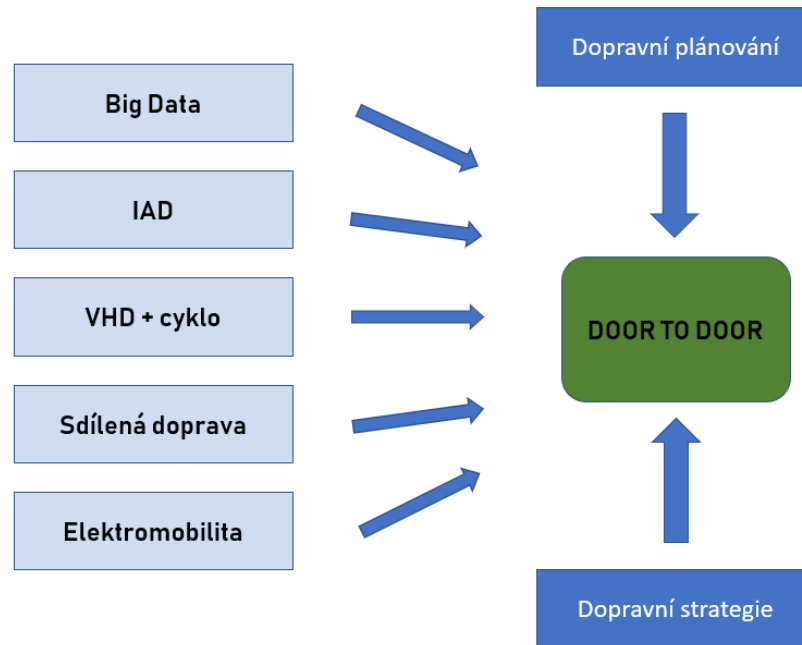 Dopravní plánování
Big Data
IAD
VHD + cyklo
DOOR TO DOOR
Sdílená doprava
Elektromobilita
Dopravní strategie